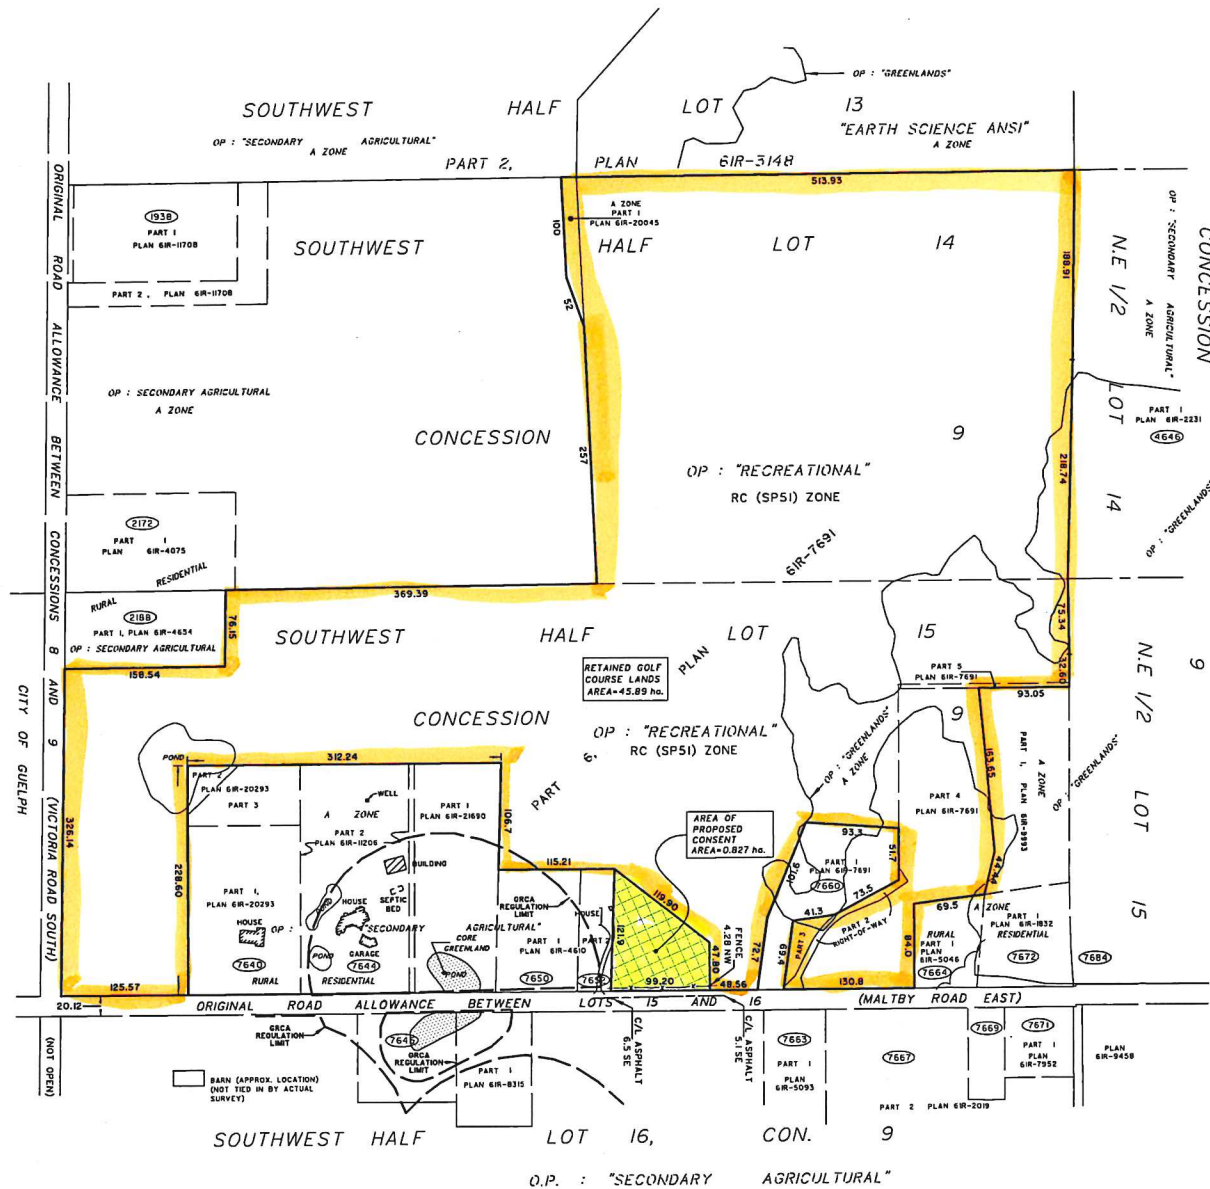 OP : "GREENLANDS"
SOUTHWEST HALF LOT 13
"EARTH SCIENCE ANSI"
A ZONE
OP : "SECONDARY AGRICULTURAL"
A ZONE
PART 2, PLAN 61R-3148
513.93
ORIGINAL ROAD ALLOWANCE BETWEEN CONCESSIONS 8 AND 9 (VICTORIA ROAD SOUTH)
1938
PART 1
PLAN 61R-11708
PART 2 , PLAN 61R-11708
A ZONE
PART 1
PLAN 61R-20045
100
52
257
SOUTHWEST HALF LOT 14
188.91
N.E 1/2 LOT 14
OP : "SECONDARY AGRICULTURAL"
A ZONE
CONCESSION 9
OP : SECONDARY AGRICULTURAL
A ZONE
CONCESSION 9
PART 1
PLAN 61R-2231
4646
218.74
OP : "RECREATIONAL"
RC (SP51) ZONE
OP : "GREENLANDS"
2172
PART 1
PLAN 61R-4075
RESIDENTIAL
RURAL
2188
PART 1, PLAN 61R-4654
OP : SECONDARY AGRICULTURAL
76.15
158.54
369.39
PART 6, PLAN 61R-7691
75.34
32.60
SOUTHWEST HALF LOT 15
RETAINED GOLF
COURSE LANDS
AREA=45.89 ha.
PART 5
PLAN 61R-7691
93.05
N.E 1/2 LOT 15
CITY OF GUELPH
CONCESSION 9
OP : "RECREATIONAL"
RC (SP51) ZONE
OP : "GREENLANDS"
A ZONE
163.65
A ZONE
PART 1, PLAN 61R-9993
OP : "GREENLANDS"
POND
312.24
326.14
228.60
PART 2
PLAN 61R-20293
PART 3
WELL
A ZONE
PART 2
PLAN 61R-11206
PART 1
PLAN 61R-21690
106.7
115.21
BUILDING
SEPTIC
BED
AREA OF
PROPOSED
CONSENT
AREA=0.827 ha.
PART 4
PLAN 61R-7691
93.3
51.7
PART 1
PLAN 61R-7691
7660
97.01
73.5
41.3
44.44
69.5
A ZONE
PART 1,
PLAN 61R-20293
HOUSE
HOUSE
POND
OP : "SECONDARY AGRICULTURAL"
GRCA
REGULATION
LIMIT
CORE
GREENLAND
POND
GARAGE
7640
7644
RURAL RESIDENTIAL
POND
PART 1
PLAN 61R-4610
7650
HOUSE
PART 2
121.9
119.90
47.80
FENCE
4.28 N/W
72.7
69.4
PART 3
PART 2
RIGHT-OF-WAY
84.0
RURAL
PART 1
PLAN 61R-5046
7664
PART 1
PLAN 61R-1832
RESIDENTIAL
7672
7684
125.57
99.20
48.56
130.8
20.12
ORIGINAL ROAD ALLOWANCE BETWEEN LOTS 15 AND 16 (MALTBY ROAD EAST)
(NOT OPEN)
GRCA
REGULATION
LIMIT
GRCA
REGULATION
LIMIT
PART 1
PLAN 61R-8315
C/L ASPHALT
6.5 SE
C/L ASPHALT
5.1 SE
7663
PART 1
PLAN
61R-5093
7667
7669
7671
PART 1
PLAN
61R-7952
PLAN
61R-9458
PART 2 PLAN 61R-2019
BARN (APPROX. LOCATION)
(NOT TIED IN BY ACTUAL
SURVEY)
SOUTHWEST HALF LOT 16, CON. 9
O.P. : "SECONDARY AGRICULTURAL"